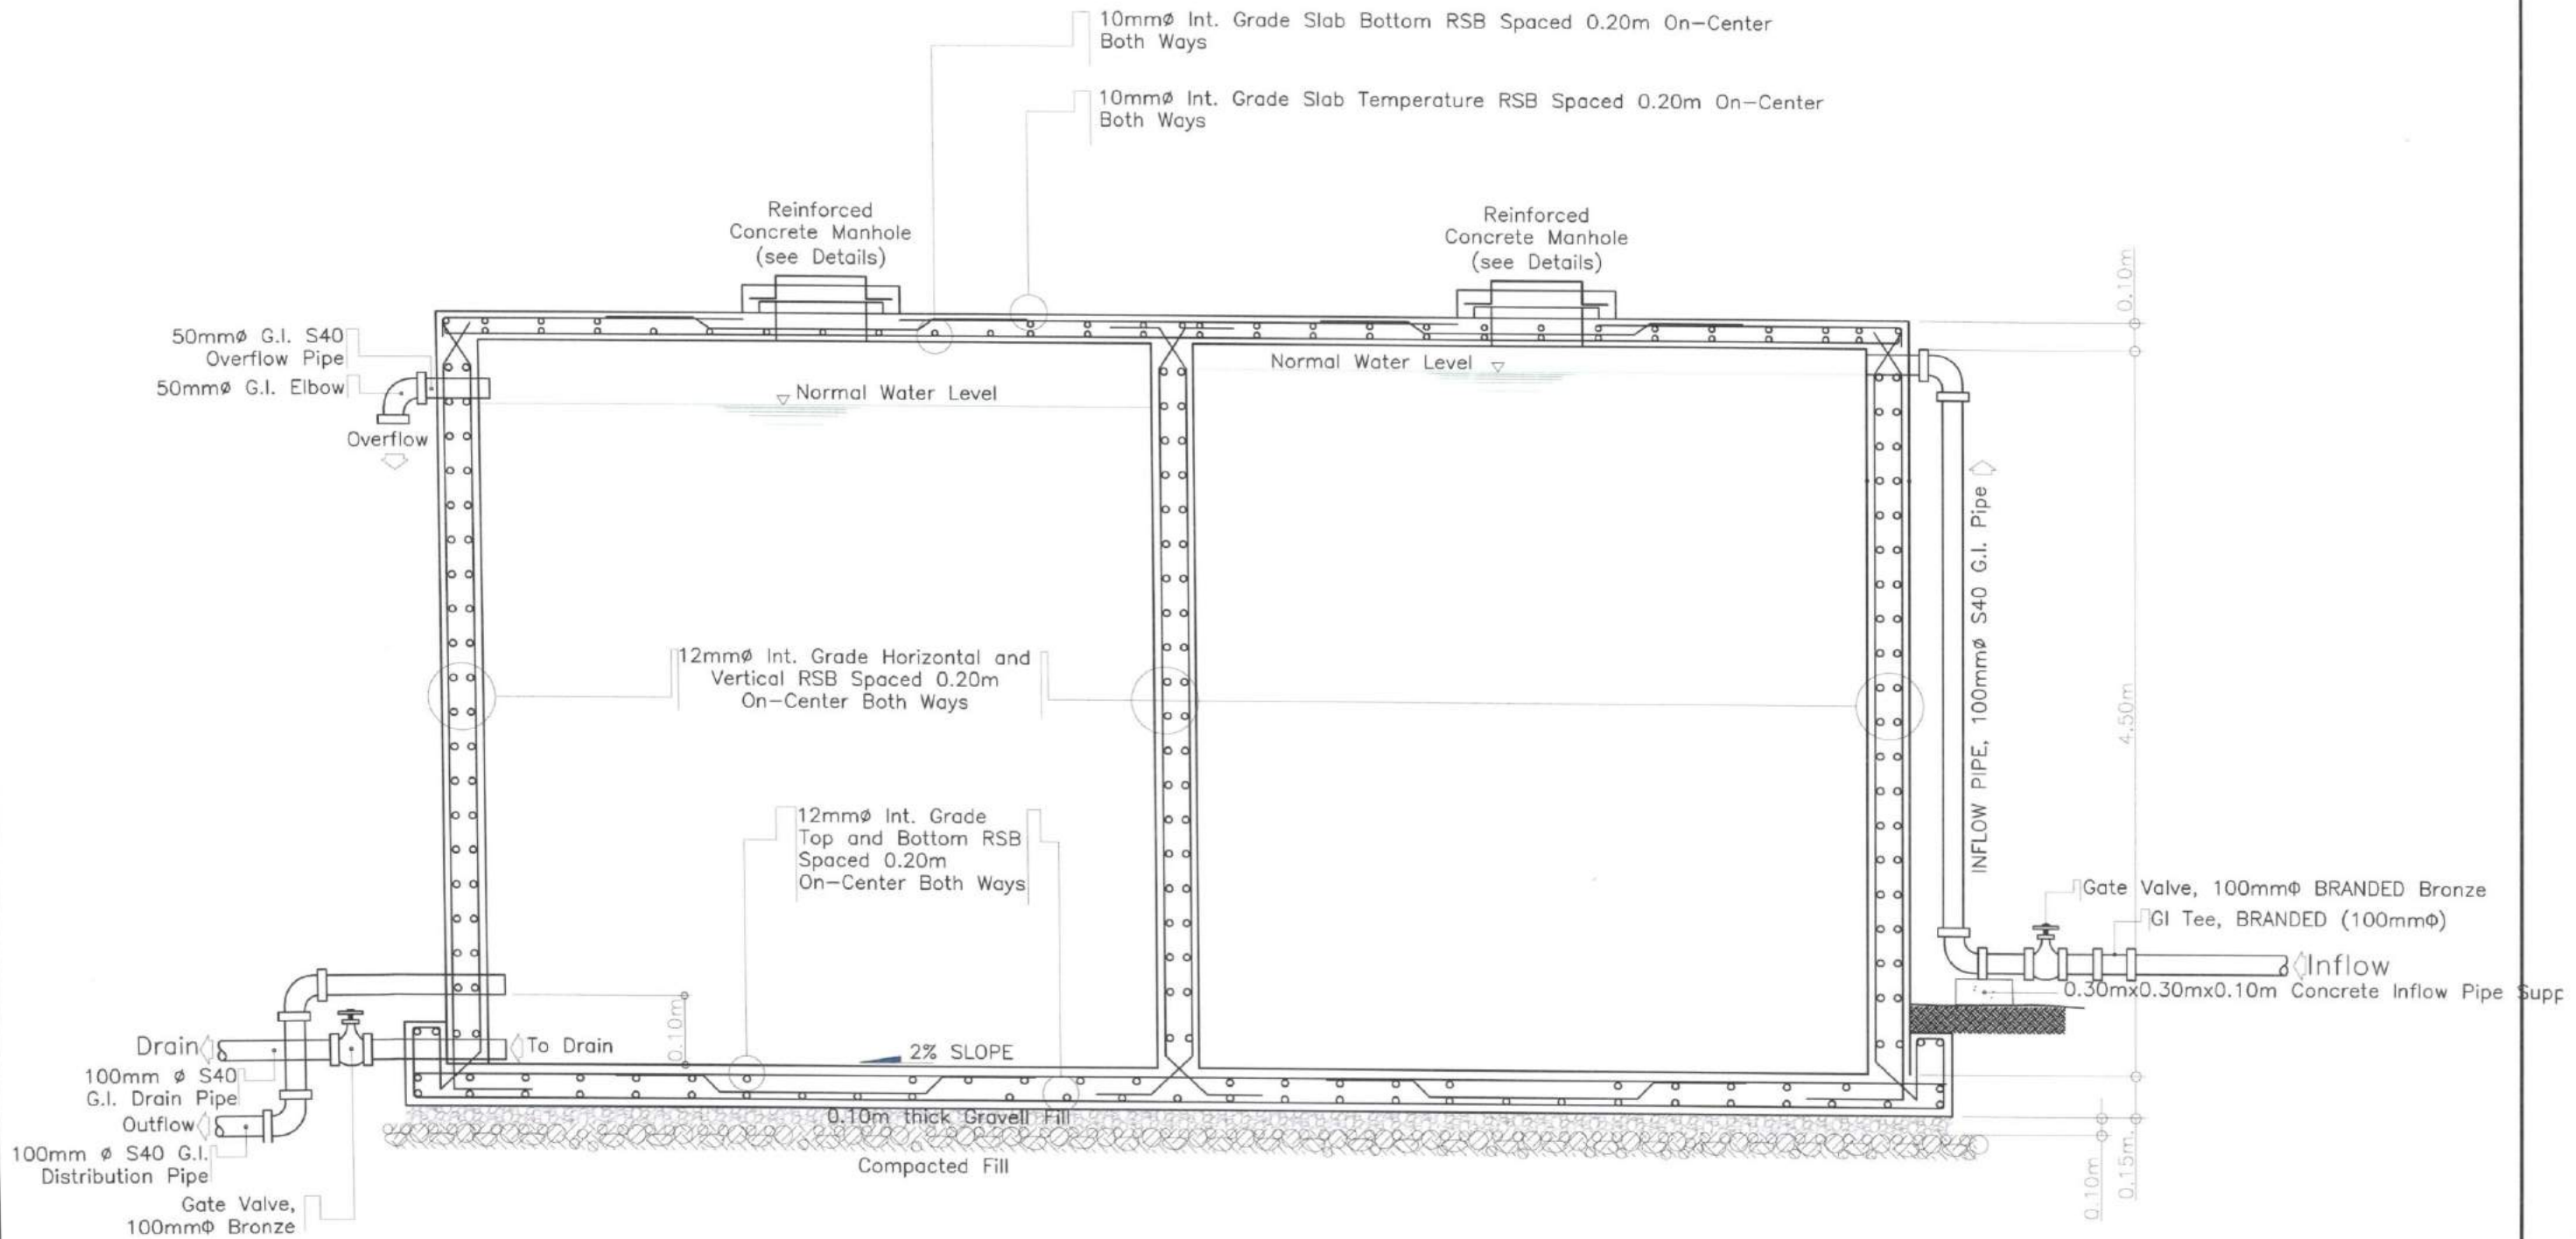 10mmø Int. Grade Slab Bottom RSB Spaced 0.20m On-Center
Both Ways
10mmø Int. Grade Slab Temperature RSB Spaced 0.20m On-Center
Both Ways
Reinforced
Concrete Manhole
(see Details)
Reinforced
Concrete Manhole
(see Details)
0.10m
50mmø G.I. S40
Overflow Pipe
50mmø G.I. Elbow
Overflow
Normal Water Level
Normal Water Level
INFLOW PIPE, 100mmø S40 G.I. Pipe
4.50m
12mmø Int. Grade Horizontal and
Vertical RSB Spaced 0.20m
On-Center Both Ways
12mmø Int. Grade
Top and Bottom RSB
Spaced 0.20m
On-Center Both Ways
Gate Valve, 100mmΦ BRANDED Bronze
GI Tee, BRANDED (100mmΦ)
Inflow
0.30mx0.30mx0.10m Concrete Inflow Pipe Supp
0.10m
Drain
To Drain
2% SLOPE
100mm ø S40
G.I. Drain Pipe
Outflow
0.10m thick Gravell Fill
Compacted Fill
100mm ø S40 G.I.
Distribution Pipe
Gate Valve,
100mmΦ Bronze
0.10m
0.15m